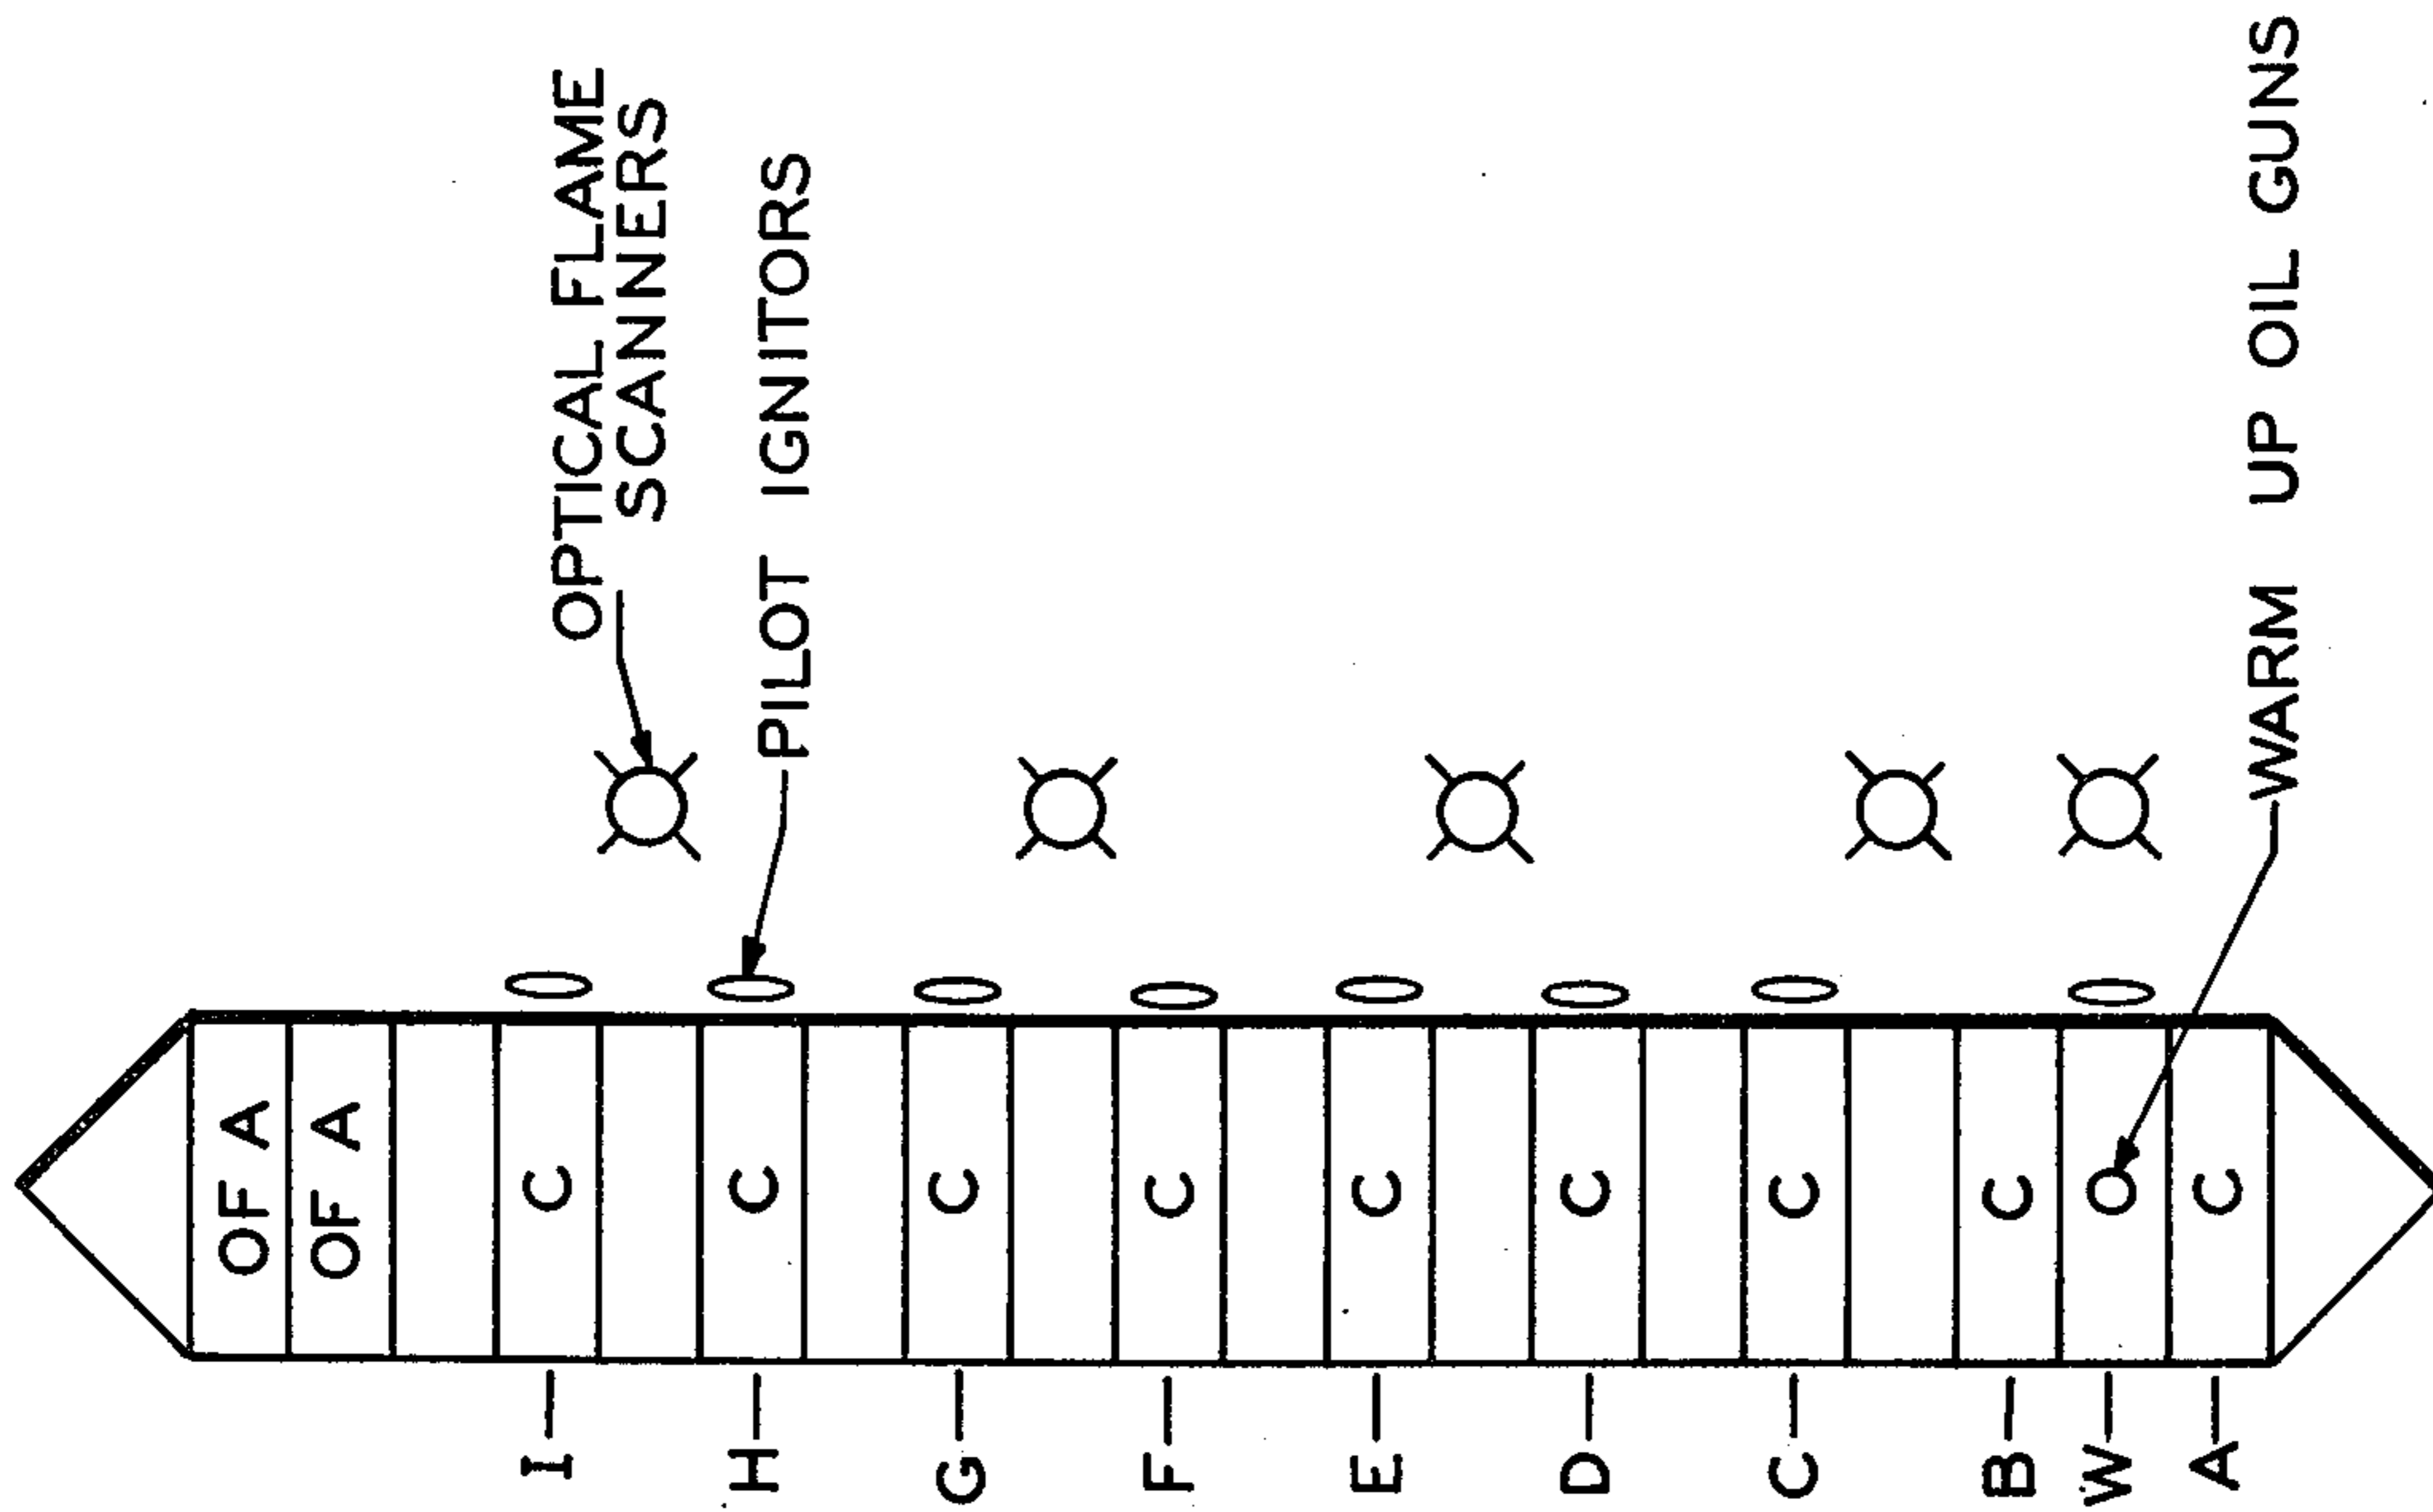 OPTICAL FLAME
SCANNERS
PILOT IGNITORS
WARM UP OIL GUNS
OF A
OF A
C
C
C
C
C
C
C
C
O
C
I
H
G
F
E
D
C
B
W
A